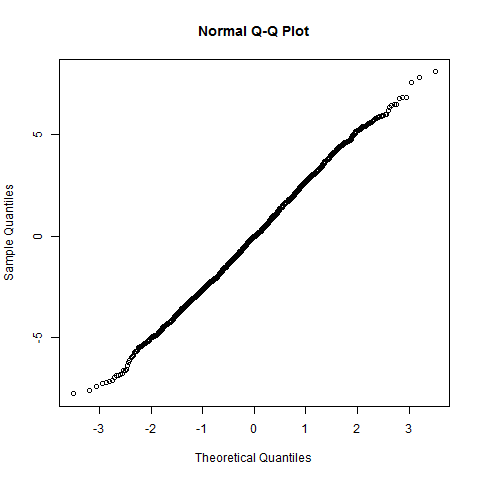 Normal Q-Q Plot
Sample Quantiles
5
0
-5
-3 -2 -1 0 1 2 3
Theoretical Quantiles